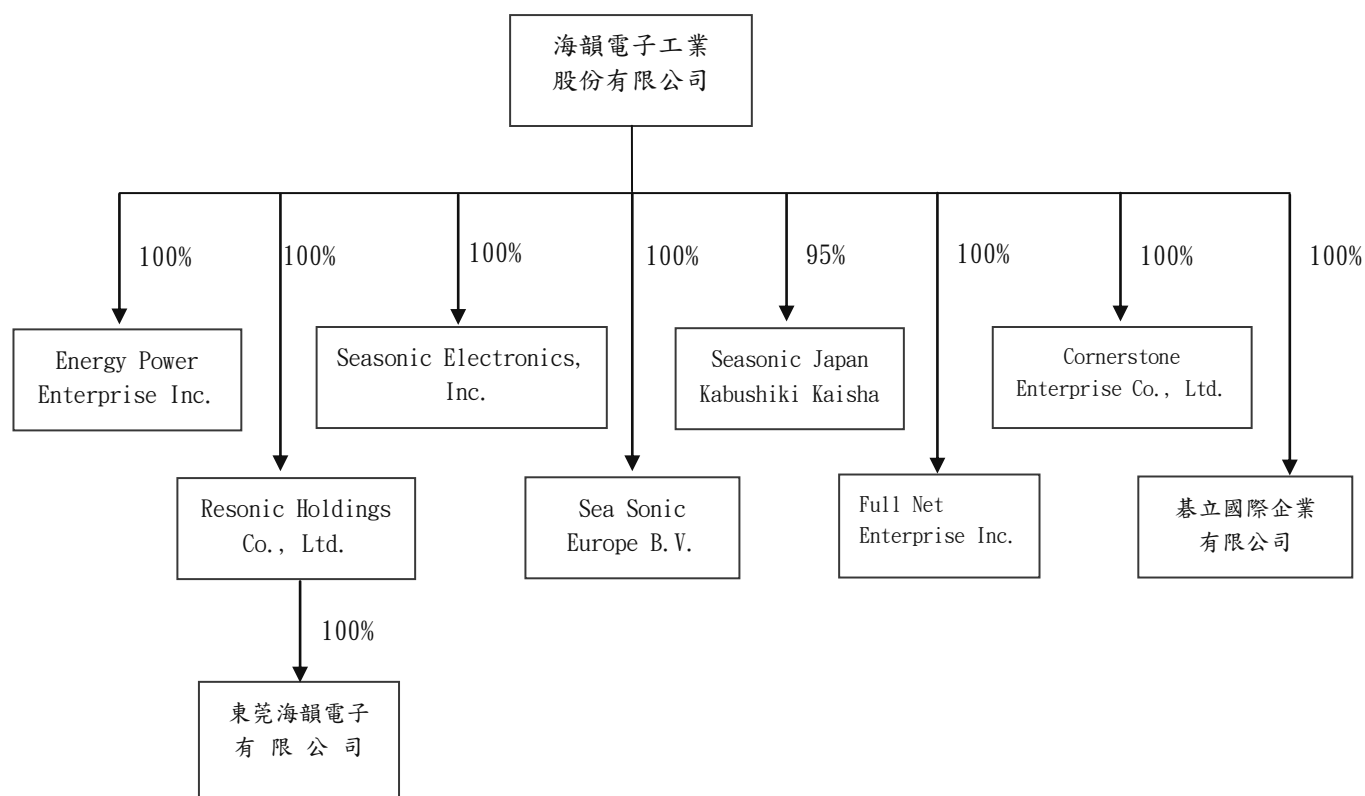 海韻電子工業
股份有限公司
100%
100%
100%
100%
95%
100%
100%
100%
Energy Power
Enterprise Inc.
Seasonic Electronics,
Inc.
Seasonic Japan
Kabushiki Kaisha
Cornerstone
Enterprise Co., Ltd.
Resonic Holdings
Co., Ltd.
Sea Sonic
Europe B.V.
Full Net
Enterprise Inc.
碁立國際企業
有限公司
100%
東莞海韻電子
有 限 公 司